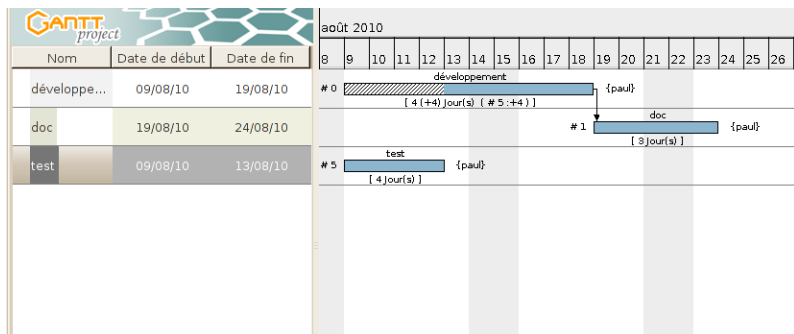 GANTT
project
août 2010
Nom Date de début Date de fin 8 9 10 11 12 13 14 15 16 17 18 19 20 21 22 23 24 25 26
développement
développe... 09/08/10 19/08/10 # 0 {paul}
[ 4 (+4) Jour(s) ( # 5 :+4 ) ]
doc
doc 19/08/10 24/08/10 # 1 {paul}
[ 3 Jour(s) ]
test
test 09/08/10 13/08/10 # 5 {paul}
[ 4 Jour(s) ]